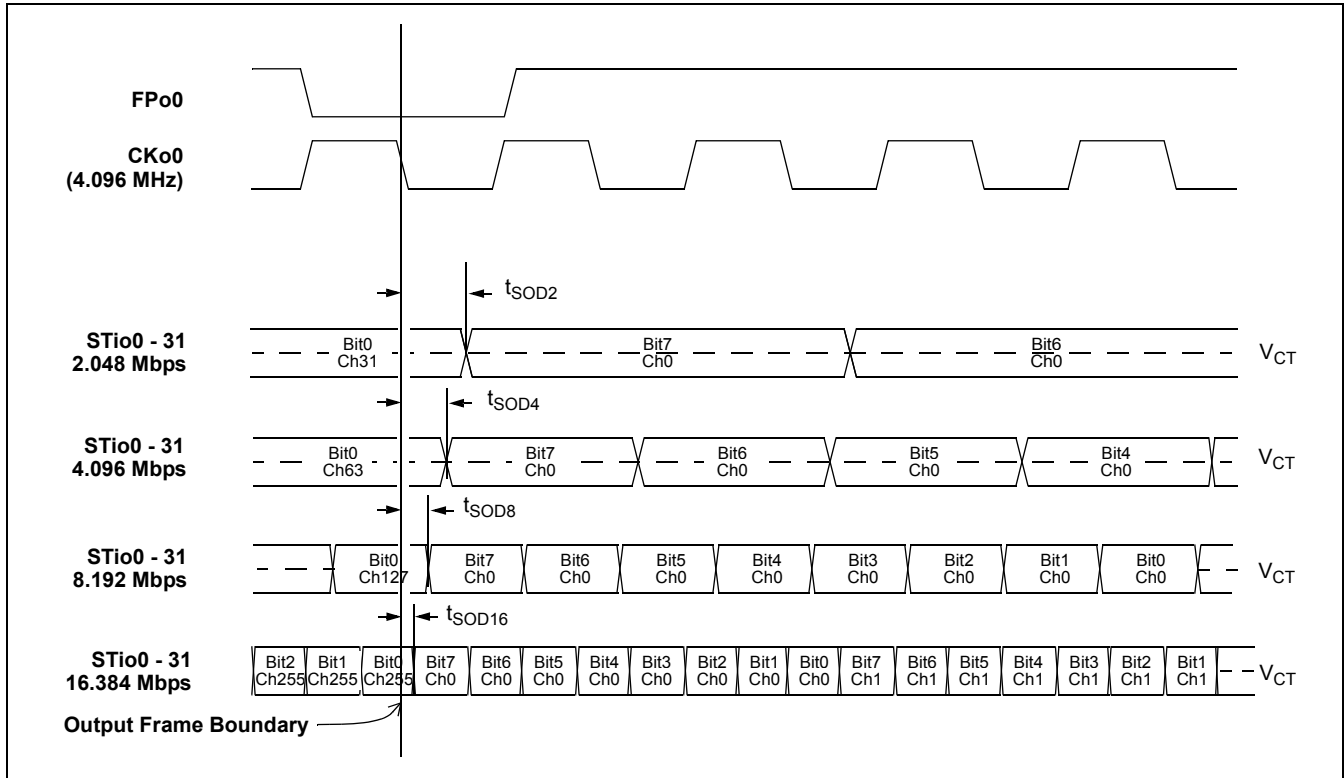 FPo0
CKo0
(4.096 MHz)
tSOD2
STio0 - 31
2.048 Mbps
Bit0
Ch31
Bit7
Ch0
Bit6
Ch0
VCT
tSOD4
STio0 - 31
4.096 Mbps
Bit0
Ch63
Bit7
Ch0
Bit6
Ch0
Bit5
Ch0
Bit4
Ch0
VCT
tSOD8
STio0 - 31
8.192 Mbps
Bit0
Ch127
Bit7
Ch0
Bit6
Ch0
Bit5
Ch0
Bit4
Ch0
Bit3
Ch0
Bit2
Ch0
Bit1
Ch0
Bit0
Ch0
VCT
tSOD16
STio0 - 31
16.384 Mbps
Bit2
Ch255
Bit1
Ch255
Bit0
Ch255
Bit7
Ch0
Bit6
Ch0
Bit5
Ch0
Bit4
Ch0
Bit3
Ch0
Bit2
Ch0
Bit1
Ch0
Bit0
Ch0
Bit7
Ch1
Bit6
Ch1
Bit5
Ch1
Bit4
Ch1
Bit3
Ch1
Bit2
Ch1
Bit1
Ch1
VCT
Output Frame Boundary